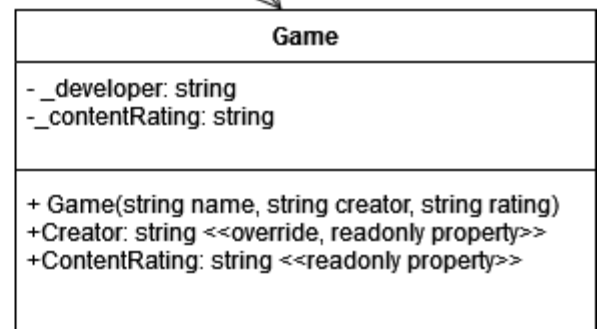 Game
- _developer: string
-_contentRating: string
+ Game(string name, string creator, string rating)
+Creator: string <<override, readonly property>>
+ContentRating: string <<readonly property>>